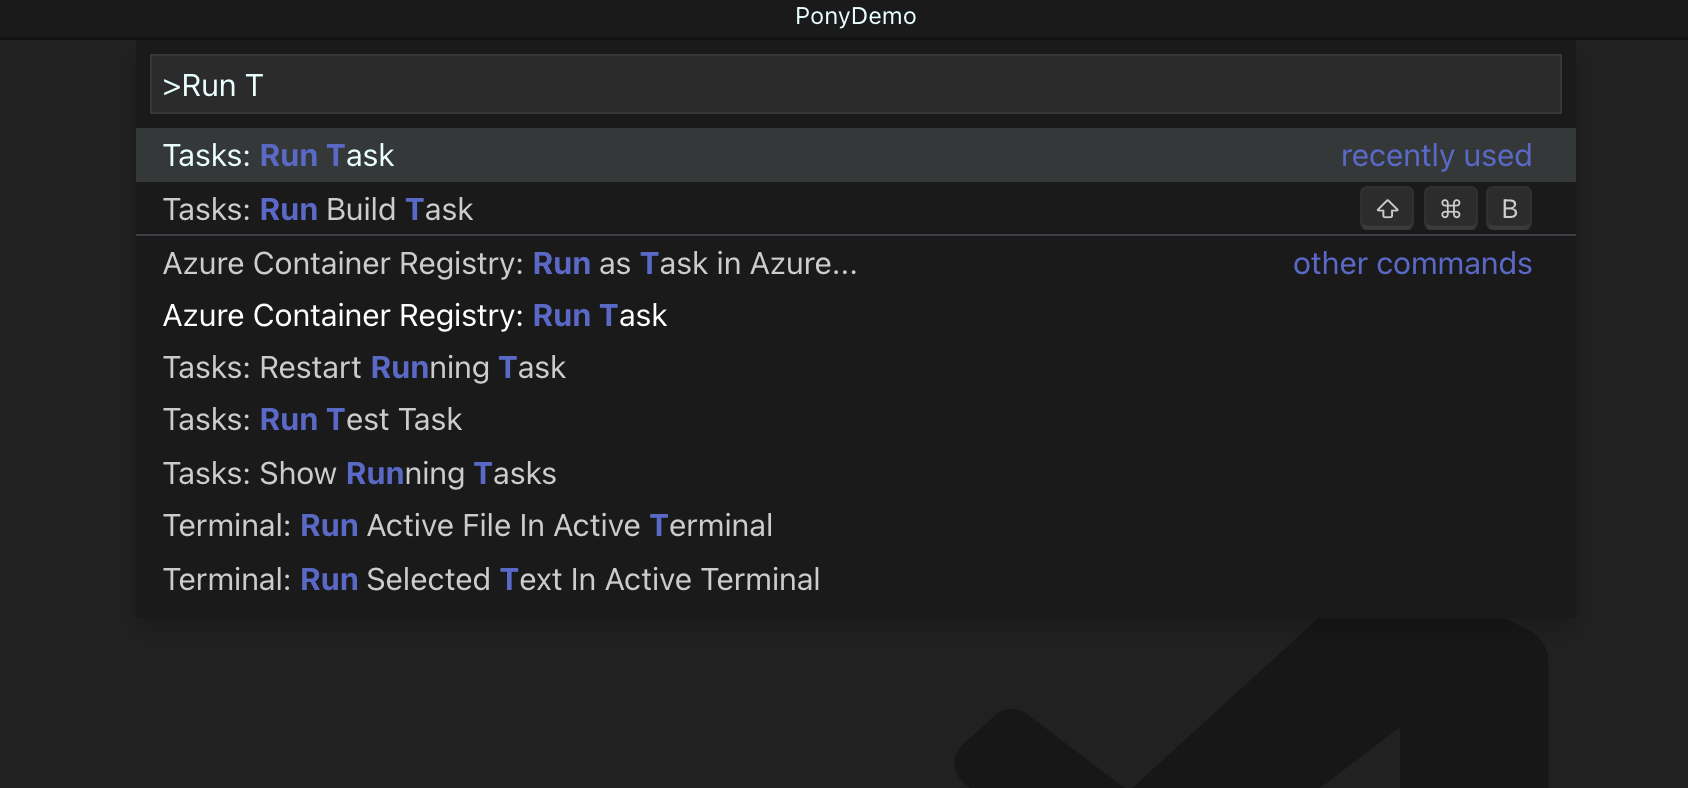 PonyDemo
>Run T
Tasks: Run Task recently used
Tasks: Run Build Task ⇧ ⌘ B
Azure Container Registry: Run as Task in Azure... other commands
Azure Container Registry: Run Task
Tasks: Restart Running Task
Tasks: Run Test Task
Tasks: Show Running Tasks
Terminal: Run Active File In Active Terminal
Terminal: Run Selected Text In Active Terminal